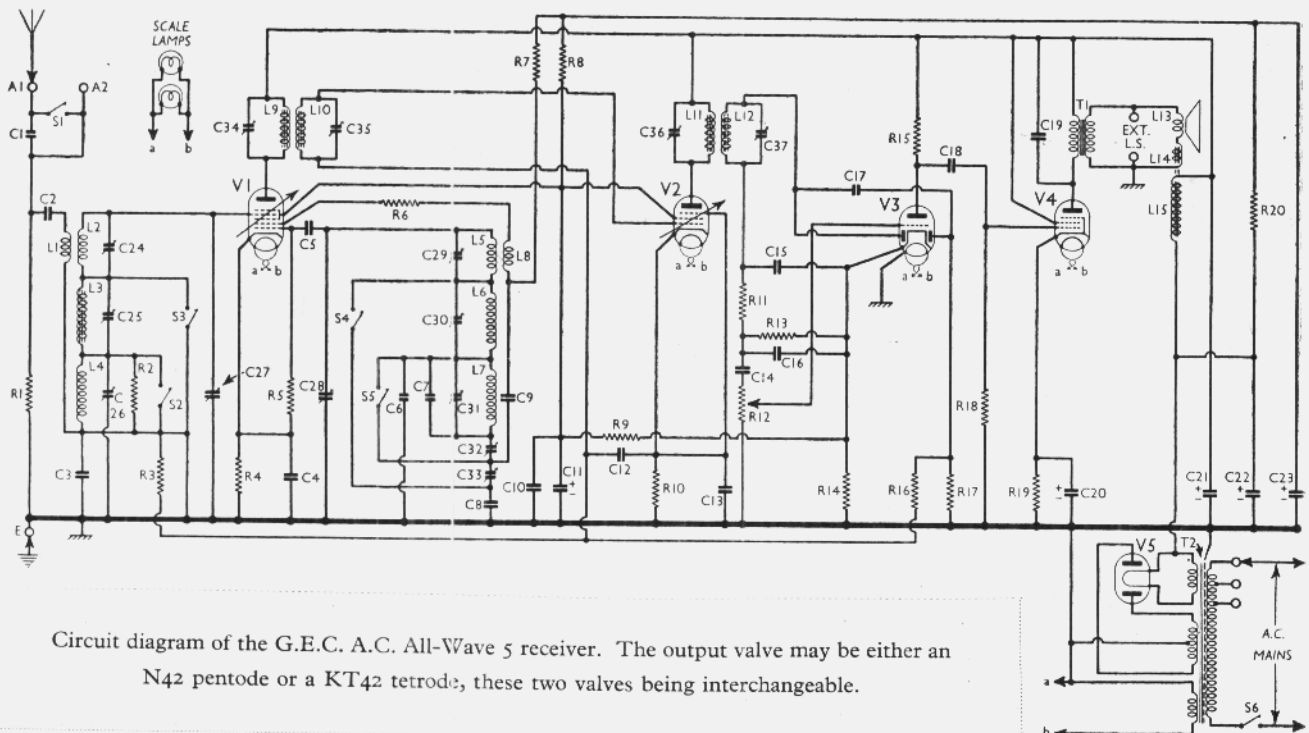 SCALE
LAMPS
A1
A2
S1
C1
a b
C34
L9
L10
C35
R7
R8
C36
L11
L12
C37
R15
C19
T1
EXT.
L.S.
L13
L14
L15
C18
C17
R20
V1
V2
V3
V4
C2
L1
L2
C24
C5
R6
C29
L5
L8
a b
a b
a b
a b
L3
C25
S3
S4
L6
C30
C15
R11
R13
C16
C14
R12
L4
C
26
R2
S2
C27
R5
C28
S5
C6
C7
L7
C31
C9
R1
R18
C3
R3
R4
C4
C32
C33
C8
C10
C11
+
-
R9
C12
R10
C13
R14
R16
R17
R19
+
-
C20
C21
+
-
C22
+
-
C23
+
-
E
V5
T2
A.C.
MAINS
S6
a
b
Circuit diagram of the G.E.C. A.C. All-Wave 5 receiver. The output valve may be either an
N42 pentode or a KT42 tetrode, these two valves being interchangeable.